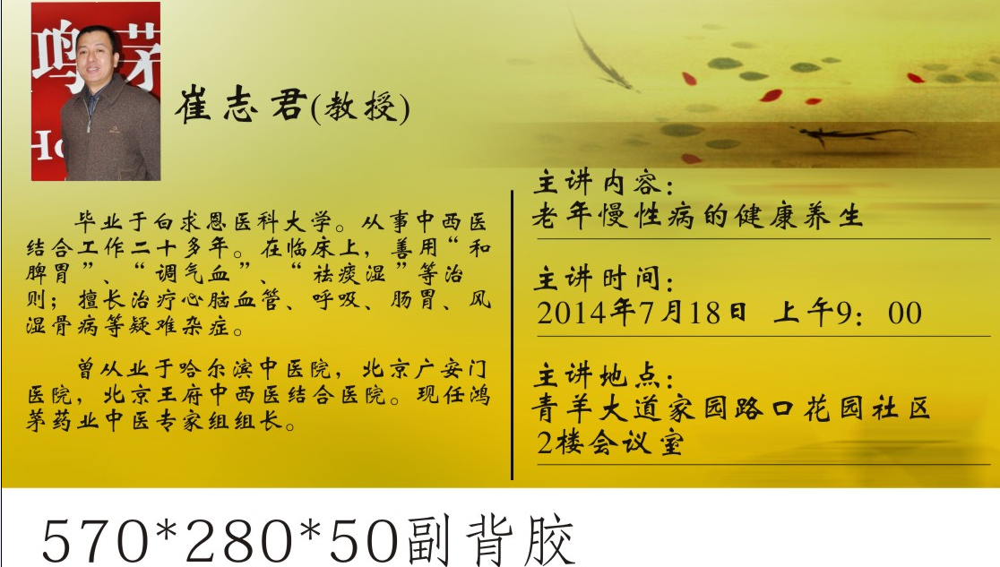 鸿茅
Ho
崔志君(教授)
毕业于白求恩医科大学。从事中西医
结合工作二十多年。在临床上，善用“和
脾胃”、“调气血”、“祛痰湿”等治
则；擅长治疗心脑血管、呼吸、肠胃、风
湿骨病等疑难杂症。
曾从业于哈尔滨中医院，北京广安门
医院，北京王府中西医结合医院。现任鸿
茅药业中医专家组组长。
主讲内容：
老年慢性病的健康养生
主讲时间：
2014年7月18日 上午9：00
主讲地点：
青羊大道家园路口花园社区
2楼会议室
570*280*50副背胶